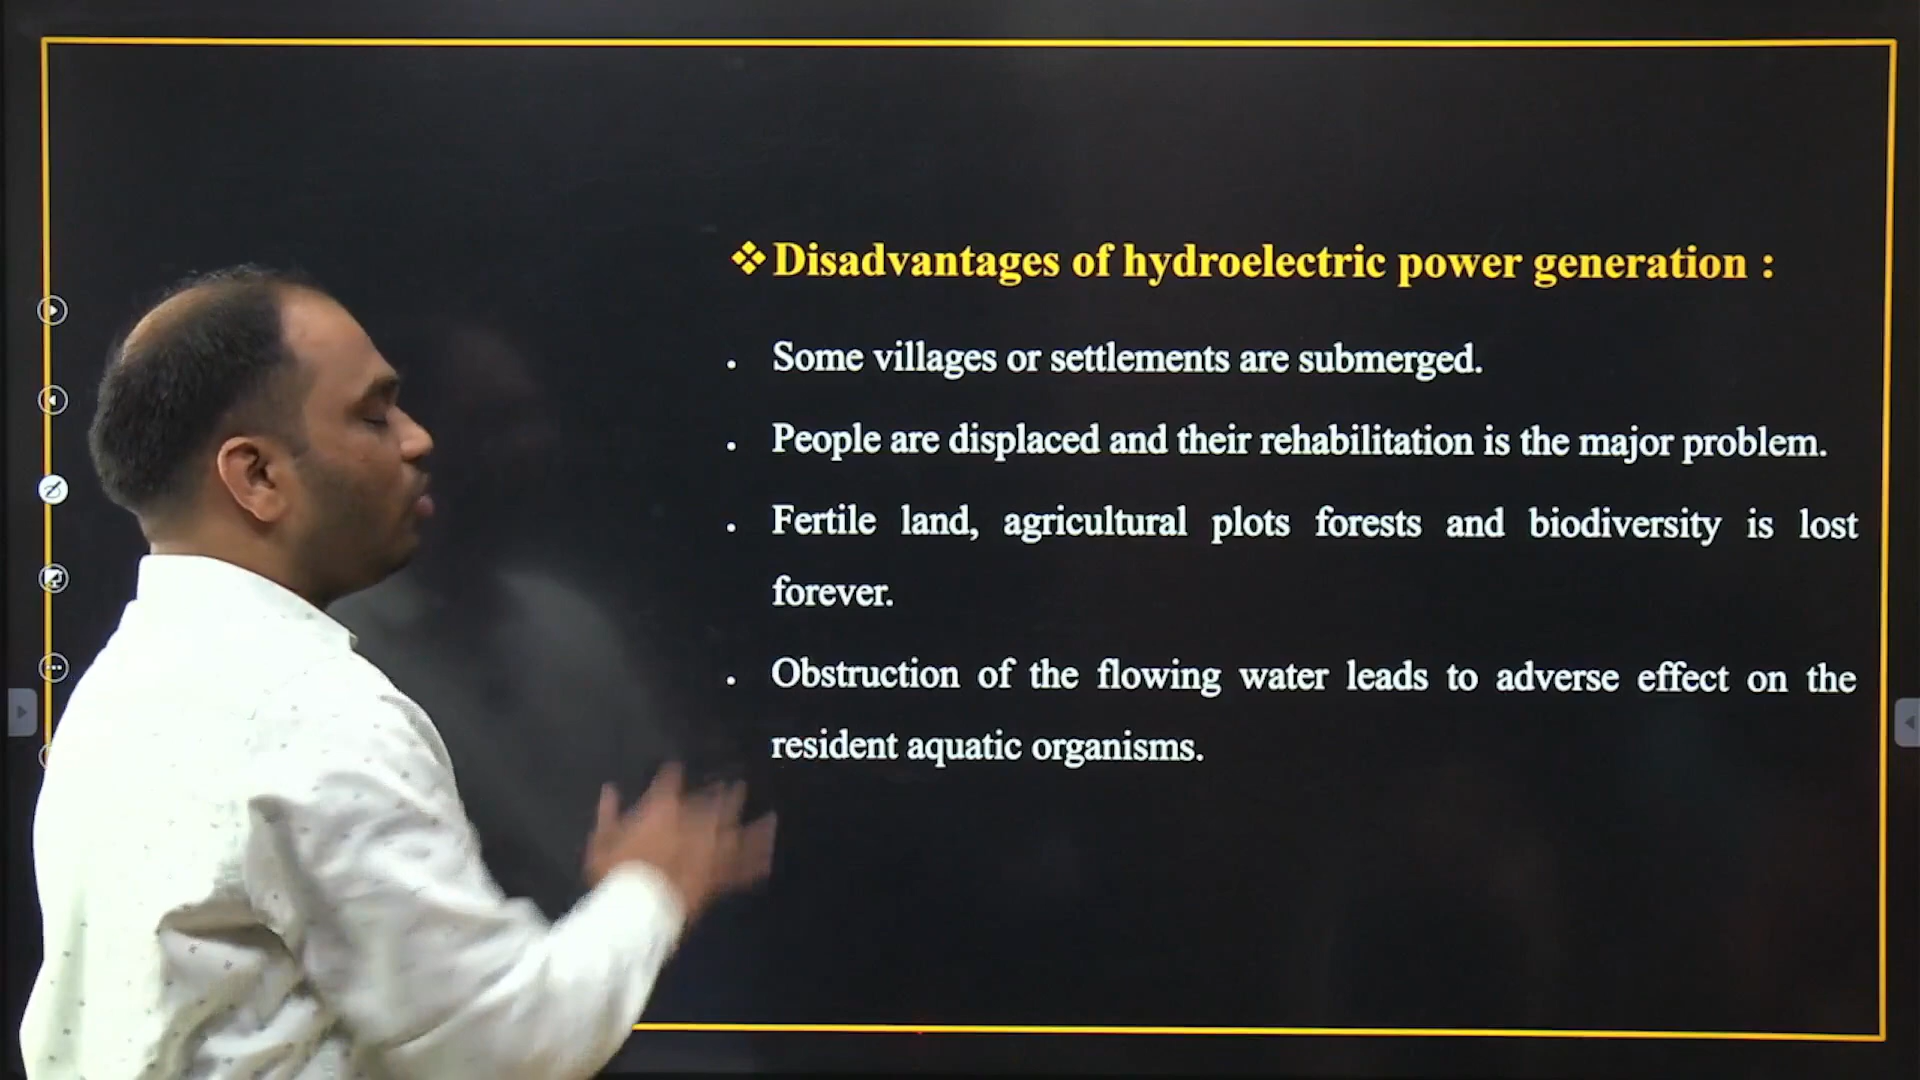 ❖Disadvantages of hydroelectric power generation :
. Some villages or settlements are submerged.
. People are displaced and their rehabilitation is the major problem.
. Fertile land, agricultural plots forests and biodiversity is lost
forever.
. Obstruction of the flowing water leads to adverse effect on the
resident aquatic organisms.